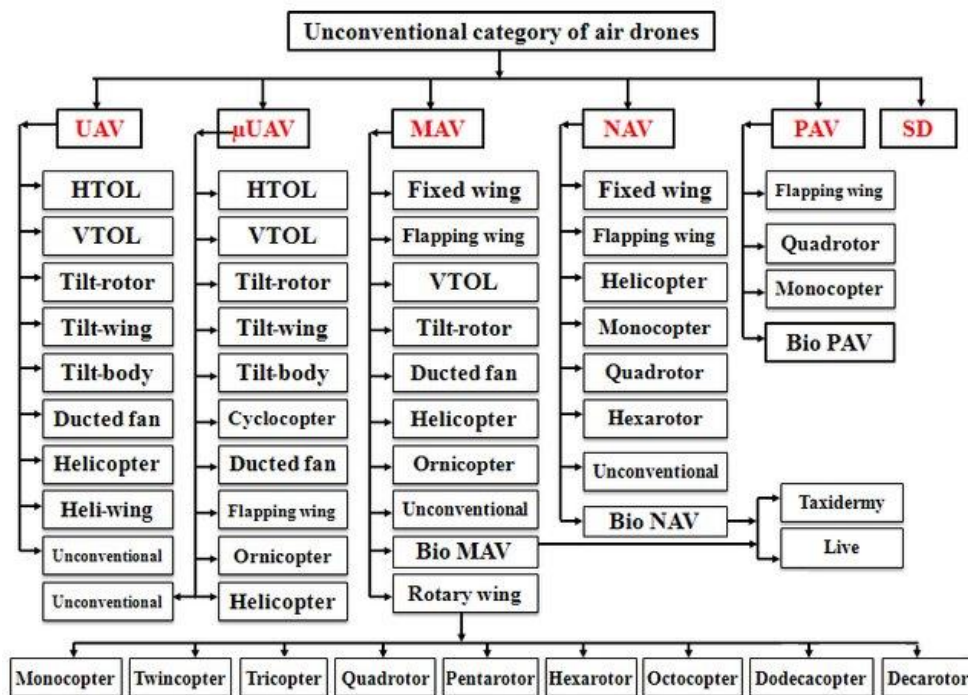 Unconventional category of air drones
UAV
µUAV
MAV
NAV
PAV
SD
HTOL
VTOL
Tilt-rotor
Tilt-wing
Tilt-body
Ducted fan
Helicopter
Heli-wing
Unconventional
Unconventional
HTOL
VTOL
Tilt-rotor
Tilt-wing
Tilt-body
Cyclocopter
Ducted fan
Flapping wing
Ornicopter
Helicopter
Fixed wing
Flapping wing
VTOL
Tilt-rotor
Ducted fan
Helicopter
Ornicopter
Unconventional
Bio MAV
Rotary wing
Fixed wing
Flapping wing
Helicopter
Monocopter
Quadrotor
Hexarotor
Unconventional
Bio NAV
Flapping wing
Quadrotor
Monocopter
Bio PAV
Taxidermy
Live
Monocopter
Twincopter
Tricopter
Quadrotor
Pentarotor
Hexarotor
Octocopter
Dodecacopter
Decarotor